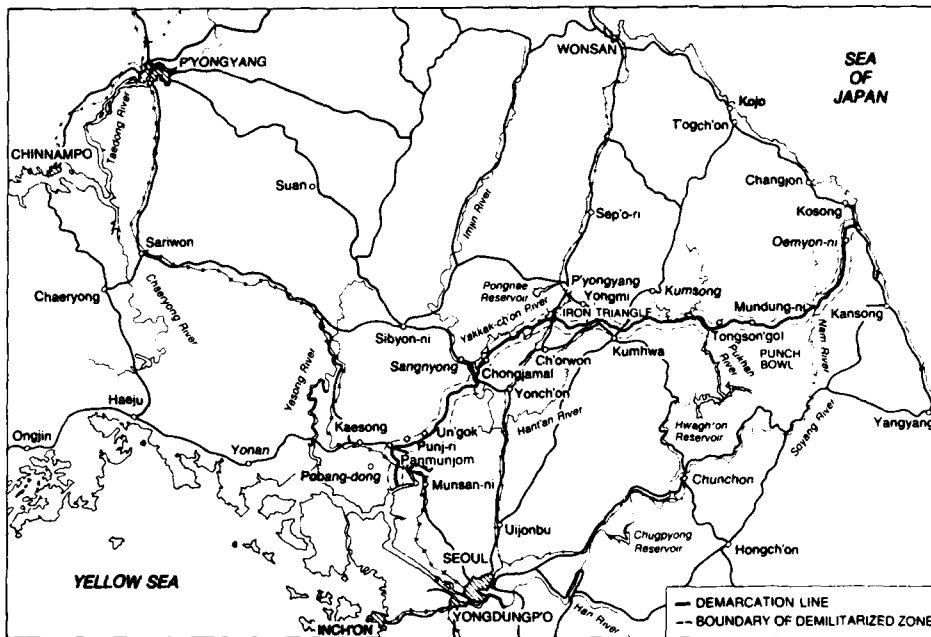 WONSAN
SEA
OF
JAPAN
P'YONGYANG
Kojo
T'ogch'on
Taedong River
CHINNAMPO
Changjon
Suan
Kosong
Imjin River
Sep'o-ri
Oemyon-ni
Sariwon
Chaeryong
Chaeryong River
Pongnae
Reservoir
P'yongyang
Yongmi
Kumsong
Mundung-ni
Kansong
IRON TRIANGLE
Yakkak-ch'on River
Sibyon-ni
Tongson'gol
Nam River
Ch'orwon
Kumhwa
Pukhan
River
PUNCH
BOWL
Sangnyong
Chongjamal
Yesong River
Yonch'on
Haeju
Hant'an River
Hwagh'on
Reservoir
Soyang River
Yangyang
Ongjin
Yonan
Kaesong
Un'gok
Punj-ri
Panmunjom
Pobang-dong
Munsan-ni
Chunchon
Uijonbu
Chugpyong
Reservoir
Hongch'on
SEOUL
YELLOW SEA
YONGDUNGP'O
Han River
INCH'ON
DEMARCATION LINE
BOUNDARY OF DEMILITARIZED ZONE